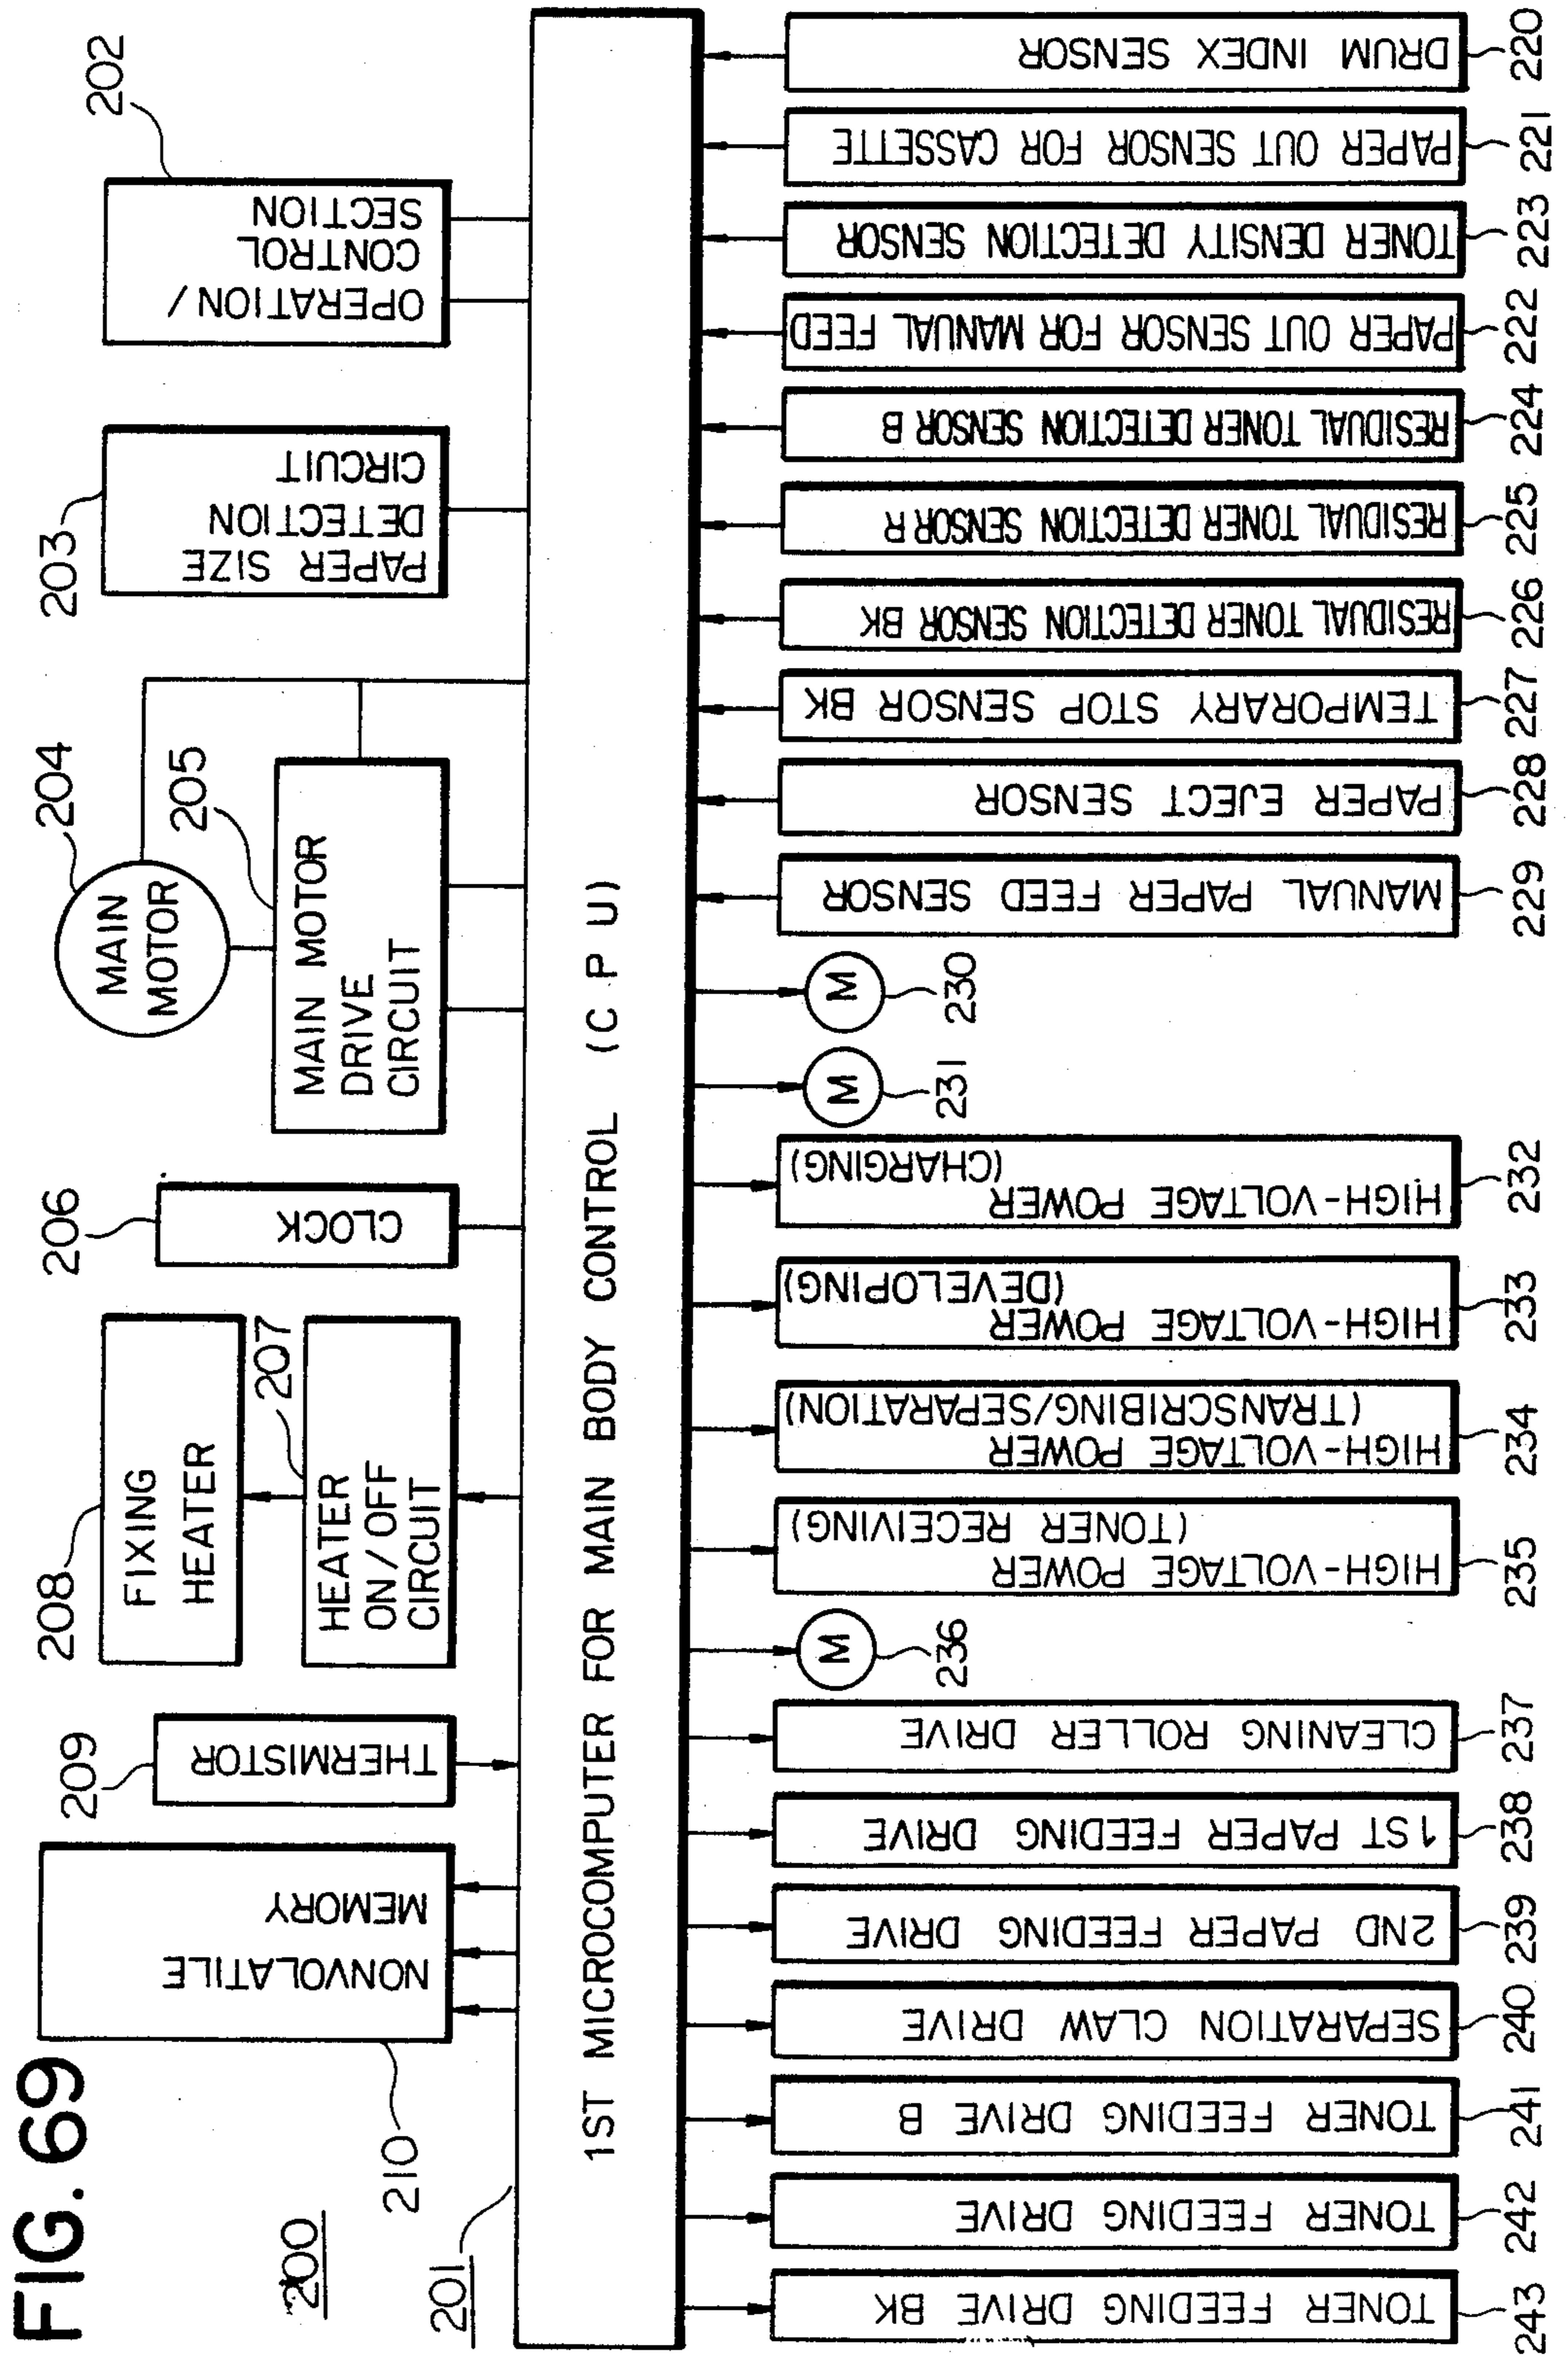 FIG. 69
200
201
210
NONVOLATILE
MEMORY
209
THERMISTOR
208
FIXING
HEATER
207
HEATER
ON/OFF
CIRCUIT
206
CLOCK
204
MAIN
MOTOR
205
MAIN MOTOR
DRIVE
CIRCUIT
203
PAPER SIZE
DETECTION
CIRCUIT
202
OPERATION/
CONTROL
SECTION
1ST MICROCOMPUTER FOR MAIN BODY CONTROL (CPU)
TONER FEEDING DRIVE BK
243
TONER FEEDING DRIVE
242
TONER FEEDING DRIVE B
241
SEPARATION CLAW DRIVE
240
2ND PAPER FEEDING DRIVE
239
1ST PAPER FEEDING DRIVE
238
CLEANING ROLLER DRIVE
237
M
236
HIGH-VOLTAGE POWER
(TONER RECEIVING)
235
HIGH-VOLTAGE POWER
(TRANSCRIBING/SEPARATION)
234
HIGH-VOLTAGE POWER
(DEVELOPING)
233
HIGH-VOLTAGE POWER
(CHARGING)
232
M
231
M
230
MANUAL PAPER FEED SENSOR
229
PAPER EJECT SENSOR
228
TEMPORARY STOP SENSOR BK
227
RESIDUAL TONER DETECTION SENSOR BK
226
RESIDUAL TONER DETECTION SENSOR R
225
RESIDUAL TONER DETECTION SENSOR B
224
PAPER OUT SENSOR FOR MANUAL FEED
222
TONER DENSITY DETECTION SENSOR
223
PAPER OUT SENSOR FOR CASSETTE
221
DRUM INDEX SENSOR
220